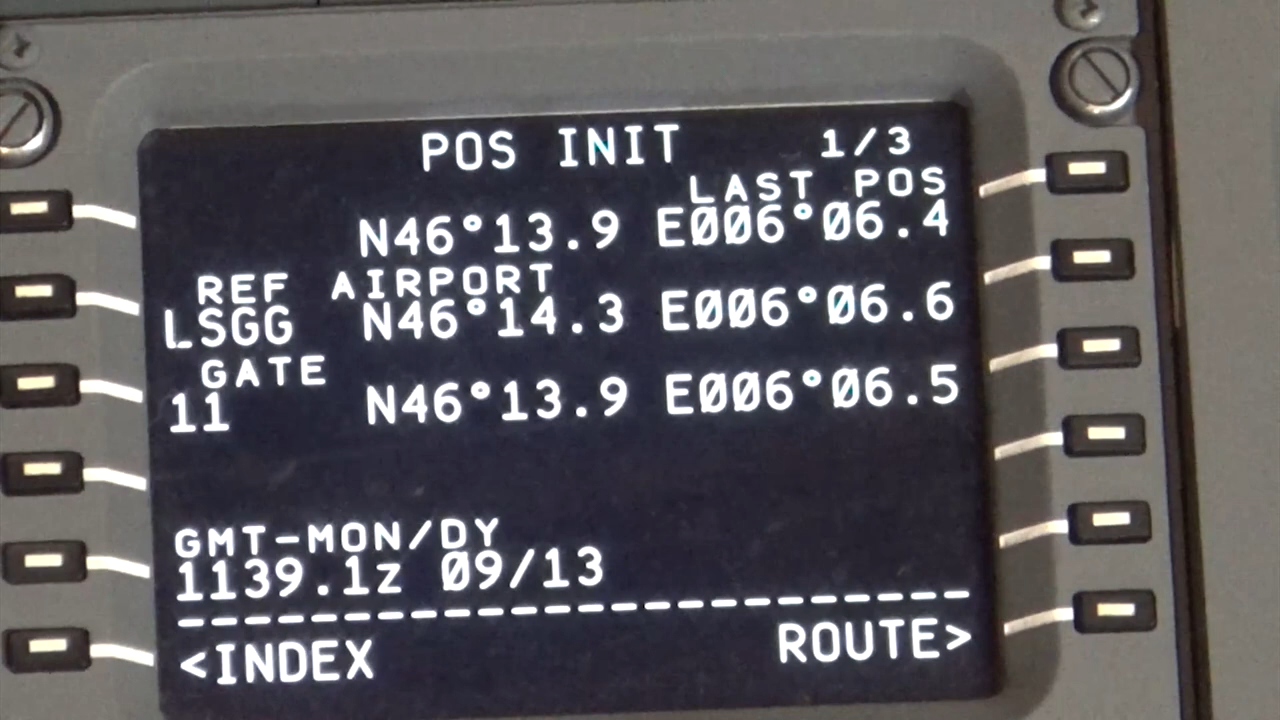 POS INIT 1/3
LAST POS
N46°13.9 E006°06.4
REF AIRPORT
LSGG N46°14.3 E006°06.6
GATE
11 N46°13.9 E006°06.5
GMT-MON/DY
1139.1z 09/13
--------------------
<INDEX ROUTE>